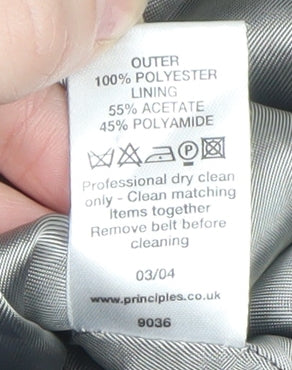 OUTER
100% POLYESTER
LINING
55% ACETATE
45% POLYAMIDE
P
Professional dry clean
only - Clean matching
Items together
Remove belt before
cleaning
03/04
www.principles.co.uk
9036